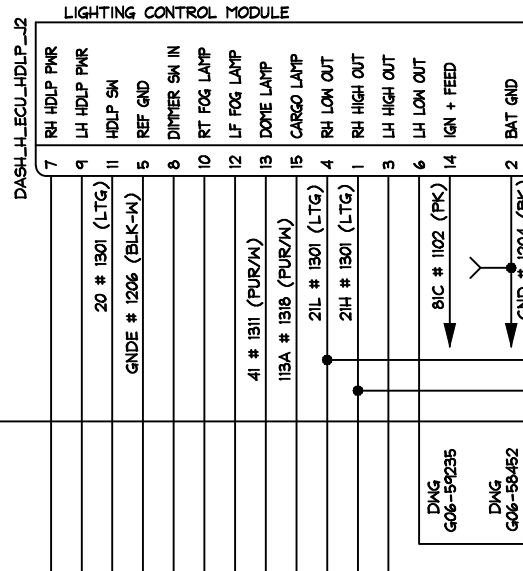 LIGHTING CONTROL MODULE
DASH_H_ECU_HDLP_J2
RH HDLP PWR
LH HDLP PWR
HDLP SW
REF GND
DIMMER SW IN
RT FOG LAMP
LF FOG LAMP
DOME LAMP
CARGO LAMP
RH LOW OUT
RH HIGH OUT
LH HIGH OUT
LH LOW OUT
IGN + FEED
BAT GND
7
9
11
5
8
10
12
13
15
4
1
3
6
14
2
20 # 1301 (LTG)
GNDE # 1206 (BLK-W)
41 # 1311 (PUR/W)
113A # 1318 (PUR/W)
21L # 1301 (LTG)
21H # 1301 (LTG)
81C # 1102 (PK)
DWG
G06-59235
DWG
G06-58452